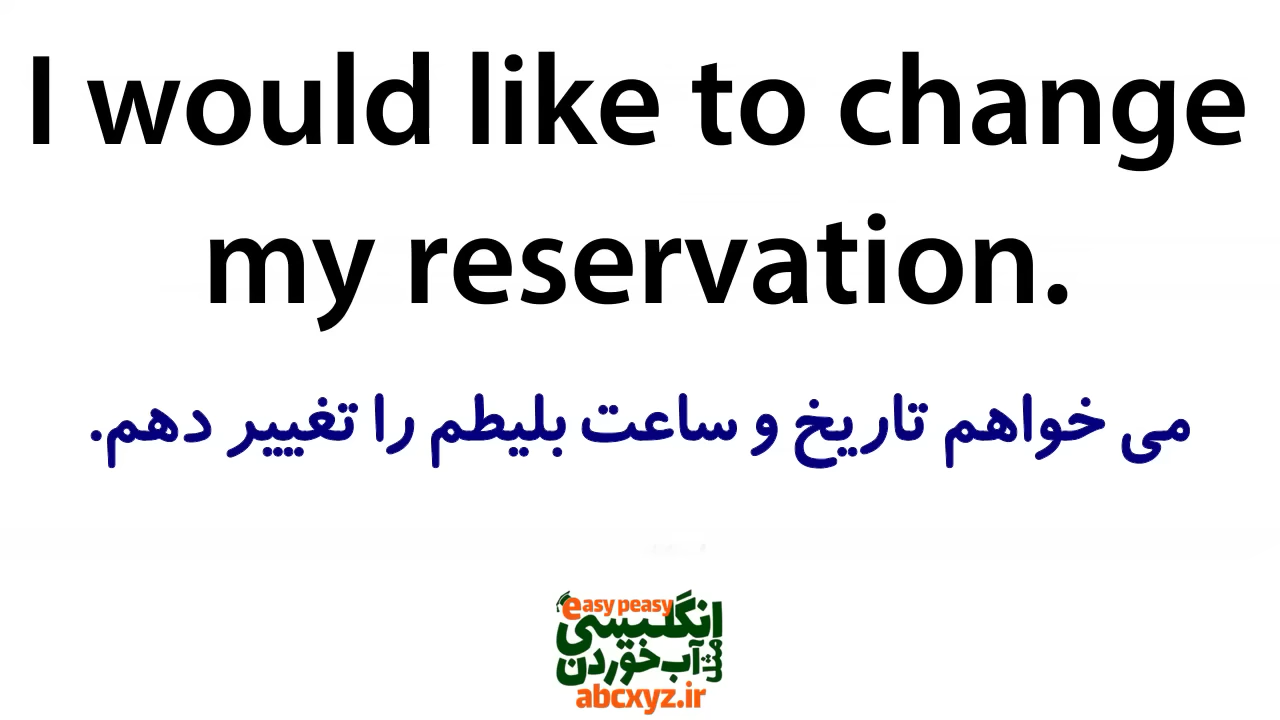 I would like to change
my reservation.
می خواهم تاریخ و ساعت بلیطم را تغییر دهم.
easy peasy
انگلیسی
مثل آب خوردن
abcxyz.ir